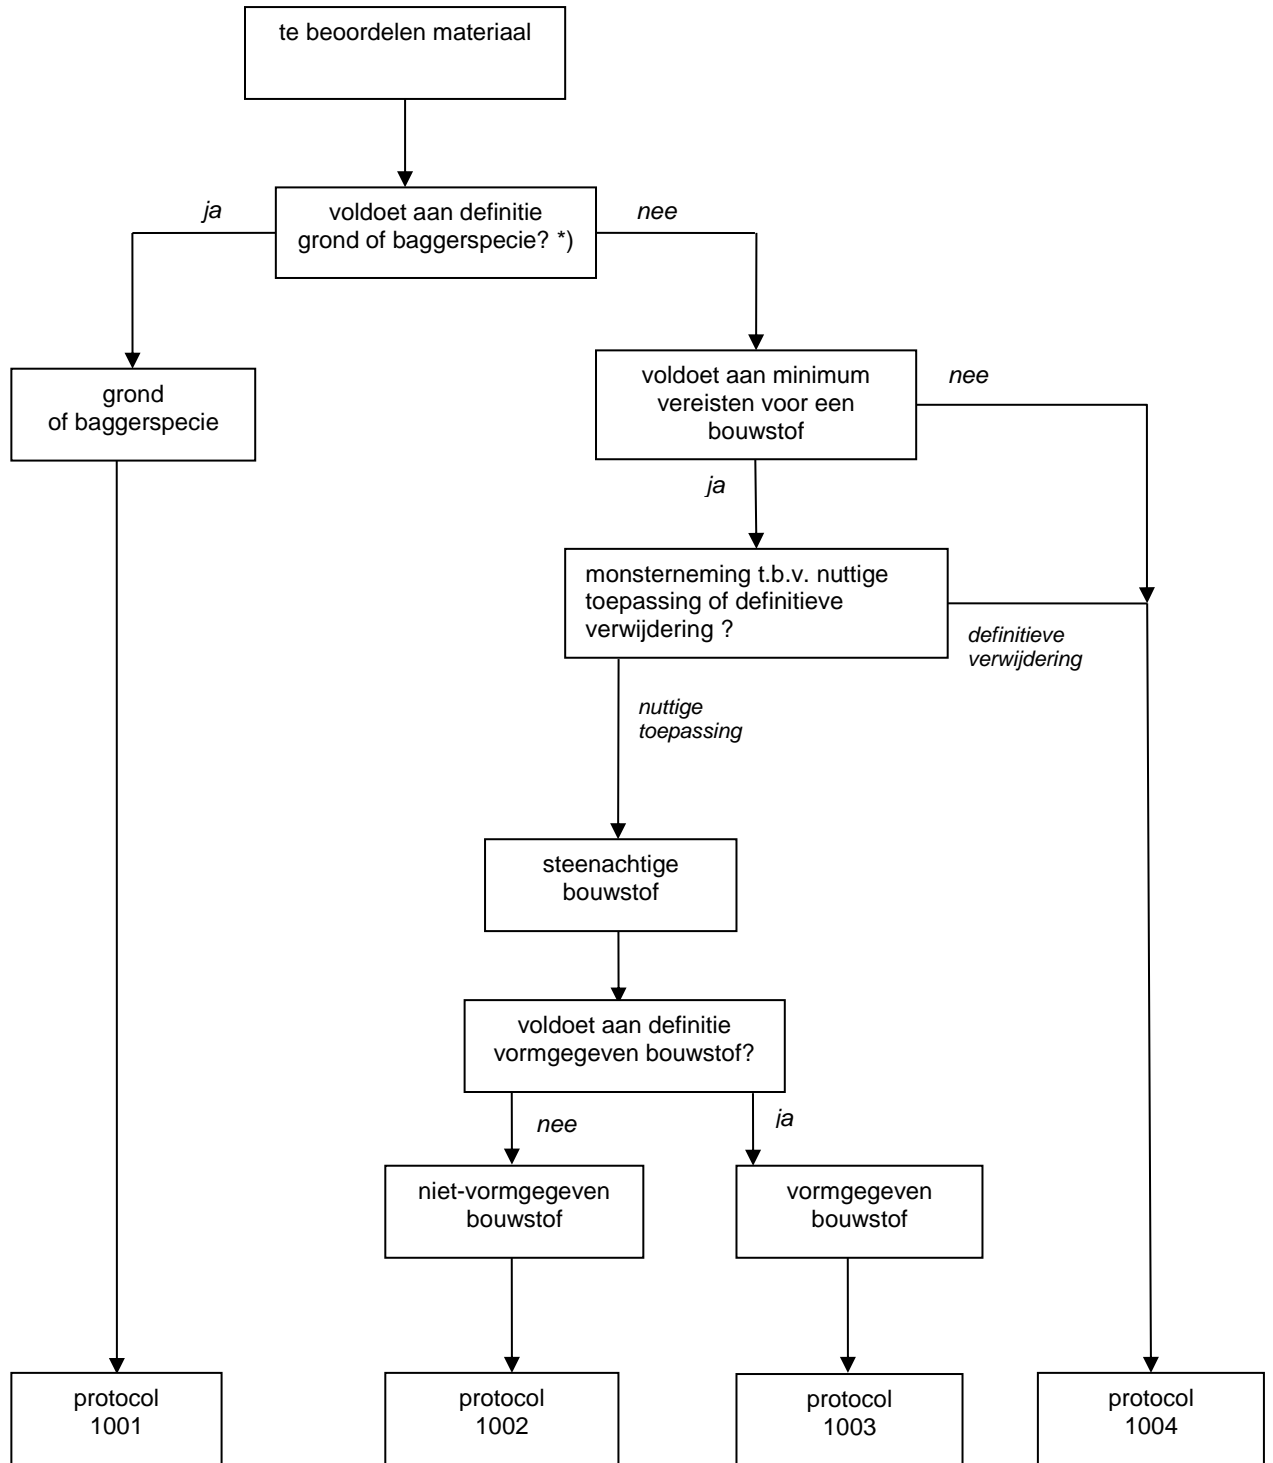 te beoordelen materiaal
ja
voldoet aan definitie
grond of baggerspecie? *)
nee
grond
of baggerspecie
voldoet aan minimum
vereisten voor een
bouwstof
nee
ja
monsterneming t.b.v. nuttige
toepassing of definitieve
verwijdering ?
definitieve
verwijdering
nuttige
toepassing
steenachtige
bouwstof
voldoet aan definitie
vormgegeven bouwstof?
nee
ja
niet-vormgegeven
bouwstof
vormgegeven
bouwstof
protocol
1001
protocol
1002
protocol
1003
protocol
1004